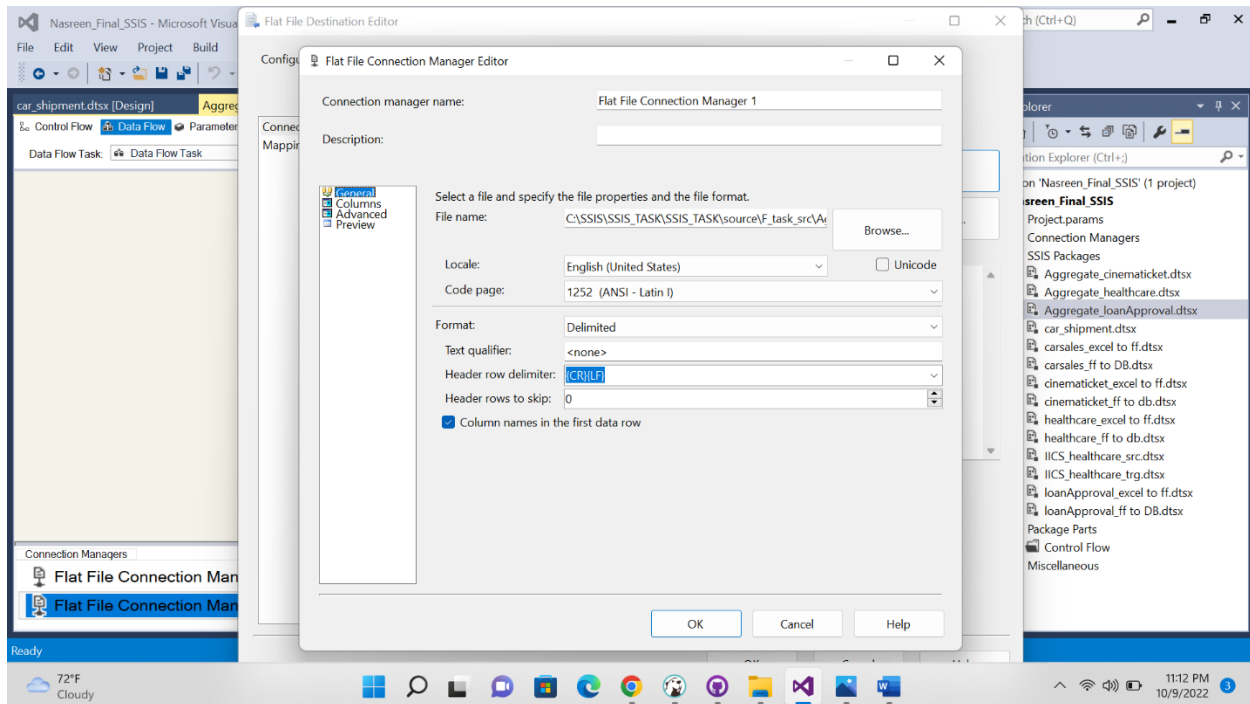 Nasreen_Final_SSIS - Microsoft Visua
Flat File Destination Editor
ch (Ctrl+Q)
File Edit View Project Build
Configu
Flat File Connection Manager Editor
car_shipment.dtsx [Design]
Aggreg
Control Flow
Data Flow
Parameter
Data Flow Task:
Data Flow Task
Connec
Mappin
Connection manager name:
Flat File Connection Manager 1
Description:
General
Columns
Advanced
Preview
Select a file and specify the file properties and the file format.
File name:
C:\SSIS\SSIS_TASK\SSIS_TASK\source\F_task_src\Ag
Browse...
Locale:
English (United States)
Unicode
Code page:
1252 (ANSI - Latin I)
Format:
Delimited
Text qualifier:
<none>
Header row delimiter:
{CR}{LF}
Header rows to skip:
0
Column names in the first data row
OK
Cancel
Help
plorer
tion Explorer (Ctrl+;)
on 'Nasreen_Final_SSIS' (1 project)
sreen_Final_SSIS
Project.params
Connection Managers
SSIS Packages
Aggregate_cinematicket.dtsx
Aggregate_healthcare.dtsx
Aggregate_loanApproval.dtsx
car_shipment.dtsx
carsales_excel to ff.dtsx
carsales_ff to DB.dtsx
cinematicket_excel to ff.dtsx
cinematicket_ff to db.dtsx
healthcare_excel to ff.dtsx
healthcare_ff to db.dtsx
IICS_healthcare_src.dtsx
IICS_healthcare_trg.dtsx
loanApproval_excel to ff.dtsx
loanApproval_ff to DB.dtsx
Package Parts
Control Flow
Miscellaneous
Connection Managers
Flat File Connection Man
Flat File Connection Man
Ready
72°F
Cloudy
11:12 PM
10/9/2022
3